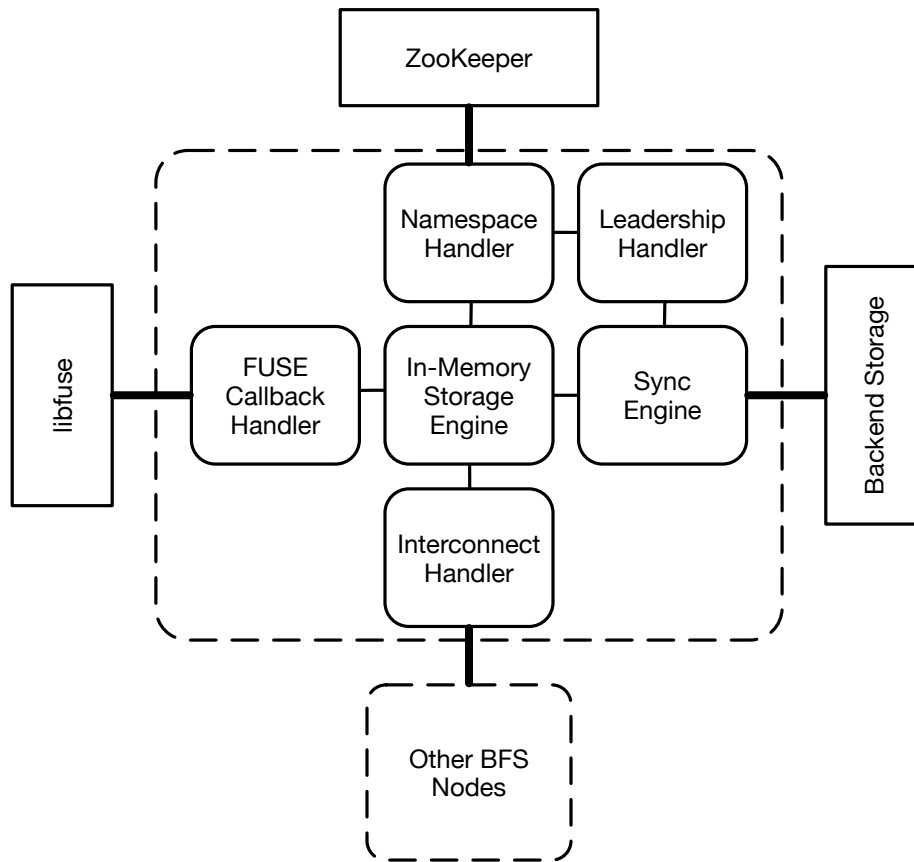 ZooKeeper
Namespace
Handler
Leadership
Handler
libfuse
FUSE
Callback
Handler
In-Memory
Storage
Engine
Sync
Engine
Backend Storage
Interconnect
Handler
Other BFS
Nodes